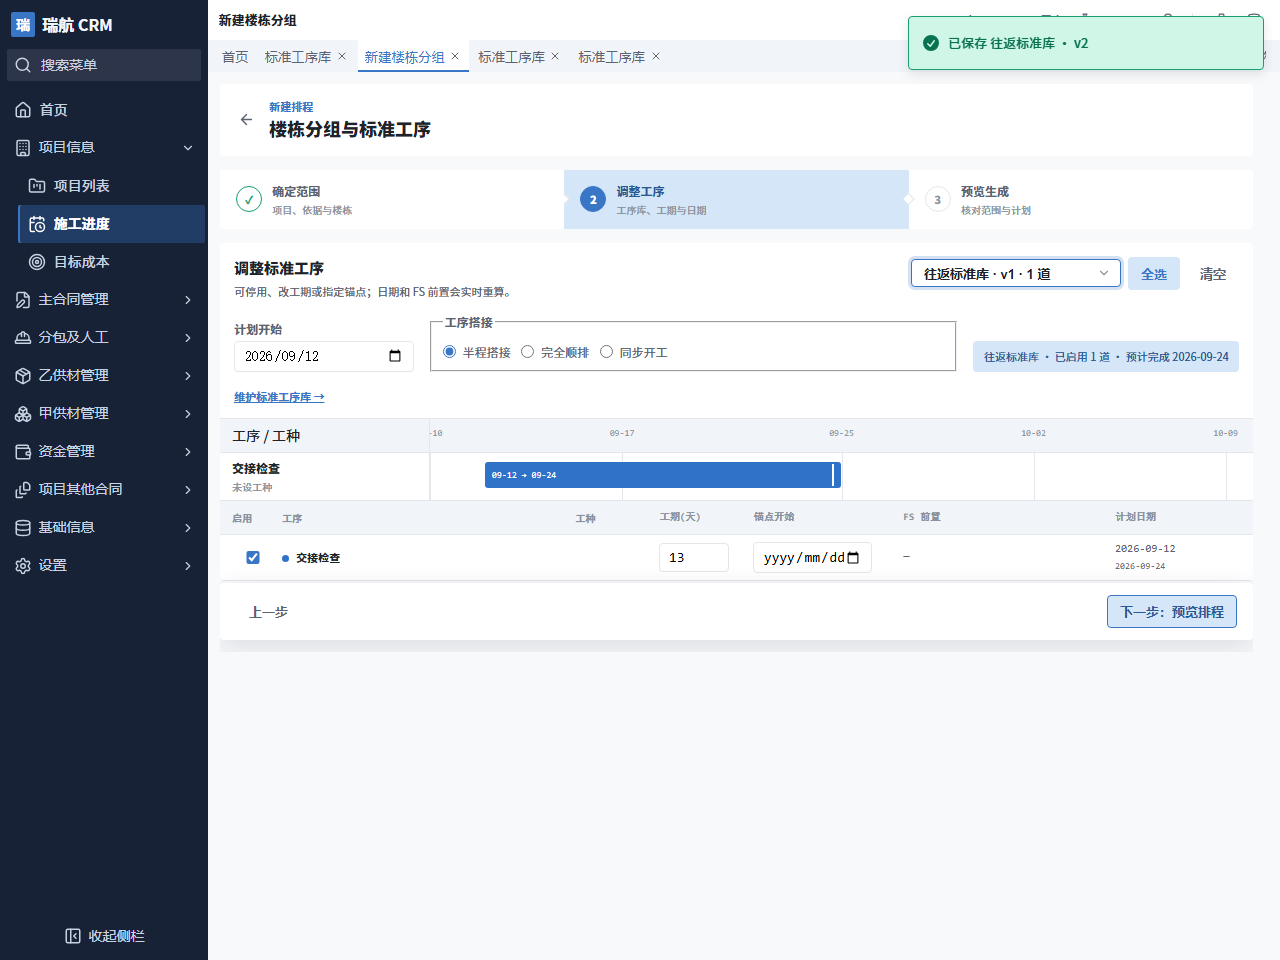 瑞 瑞航 CRM
搜索菜单
首页
项目信息
项目列表
施工进度
目标成本
主合同管理
分包及人工
乙供材管理
甲供材管理
资金管理
项目其他合同
基础信息
设置
收起侧栏
新建楼栋分组
已保存 往返标准库 · v2
首页 标准工序库 新建楼栋分组 标准工序库 标准工序库
新建排程
楼栋分组与标准工序
确定范围
项目、依据与楼栋
2 调整工序
工序库、工期与日期
3 预览生成
核对范围与计划
调整标准工序
可停用、改工期或指定锚点；日期和 FS 前置会实时重算。
往返标准库 · v1 · 1 道 全选 清空
计划开始
2026/09/12
工序搭接
半程搭接 完全顺排 同步开工
往返标准库 · 已启用 1 道 · 预计完成 2026-09-24
维护标准工序库 →
工序 / 工种 -10 09-17 09-25 10-02 10-09
交接检查
未设工种
09-12 → 09-24
启用 工序 工种 工期(天) 锚点开始 FS 前置 计划日期
交接检查 13 yyyy/mm/dd — 2026-09-12
2026-09-24
上一步 下一步：预览排程